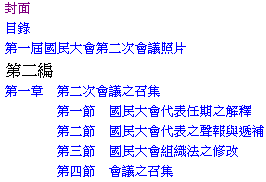 封面
目錄
第一屆國民大會第二次會議照片
第二編
第一章　第二次會議之召集
第一節　國民大會代表任期之解釋
第二節　國民大會代表之聲報與遞補
第三節　國民大會組織法之修改
第四節　會議之召集